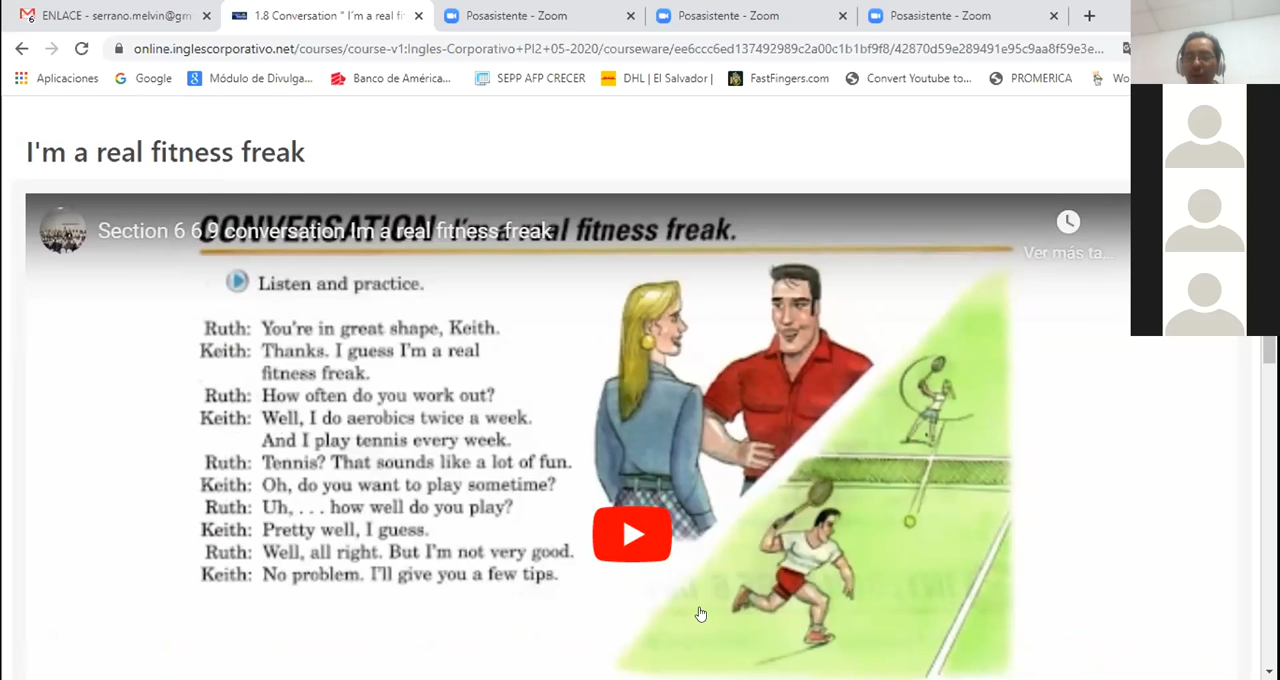 ENLACE - serrano.melvin@gm
1.8 Conversation " I´m a real fi
Posasistente - Zoom
Posasistente - Zoom
Posasistente - Zoom
online.inglescorporativo.net/courses/course-v1:Ingles-Corporativo+PI2+05-2020/courseware/ee6ccc6ed137492989c2a00c1b1bf9f8/42870d59e289491e95c9aa8f59e3e...
Aplicaciones
Google
Módulo de Divulga...
Banco de América...
SEPP AFP CRECER
DHL | El Salvador |
FastFingers.com
Convert Youtube to...
PROMERICA
Wo
I'm a real fitness freak
Section 6 6 9 conversation Im a real fitness freak
CONVERSATION I'm a real fitness freak.
Ver más ta...
Listen and practice.
Ruth: You're in great shape, Keith.
Keith: Thanks. I guess I'm a real
fitness freak.
Ruth: How often do you work out?
Keith: Well, I do aerobics twice a week.
And I play tennis every week.
Ruth: Tennis? That sounds like a lot of fun.
Keith: Oh, do you want to play sometime?
Ruth: Uh, . . . how well do you play?
Keith: Pretty well, I guess.
Ruth: Well, all right. But I'm not very good.
Keith: No problem. I'll give you a few tips.